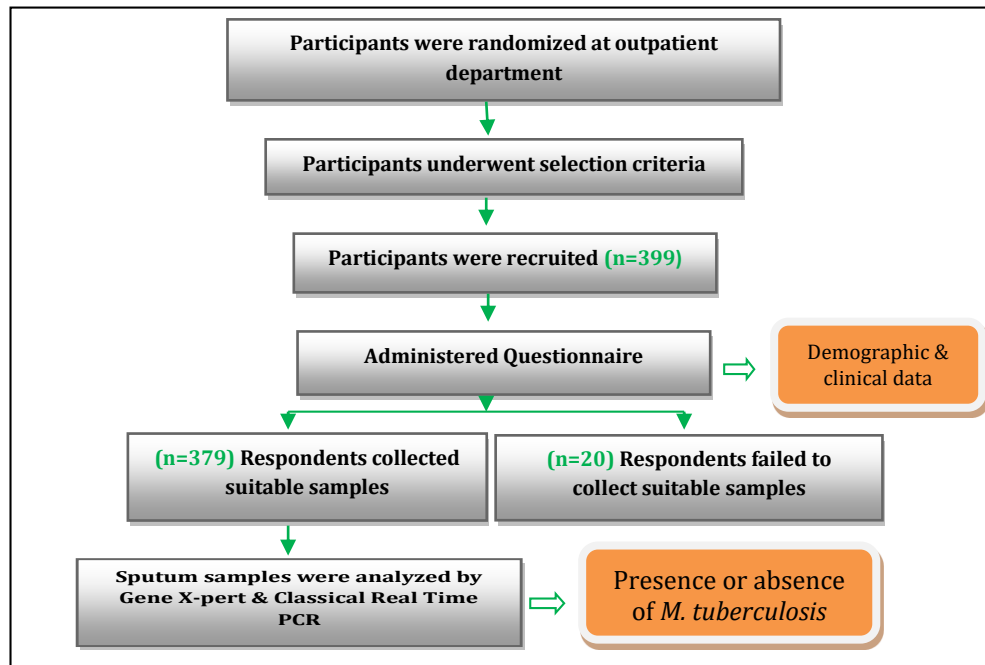 Participants were randomized at outpatient
department
Participants underwent selection criteria
Participants were recruited (n=399)
Administered Questionnaire
Demographic &
clinical data
(n=379) Respondents collected
suitable samples
(n=20) Respondents failed to
collect suitable samples
Sputum samples were analyzed by
Gene X-pert & Classical Real Time
PCR
Presence or absence
of M. tuberculosis